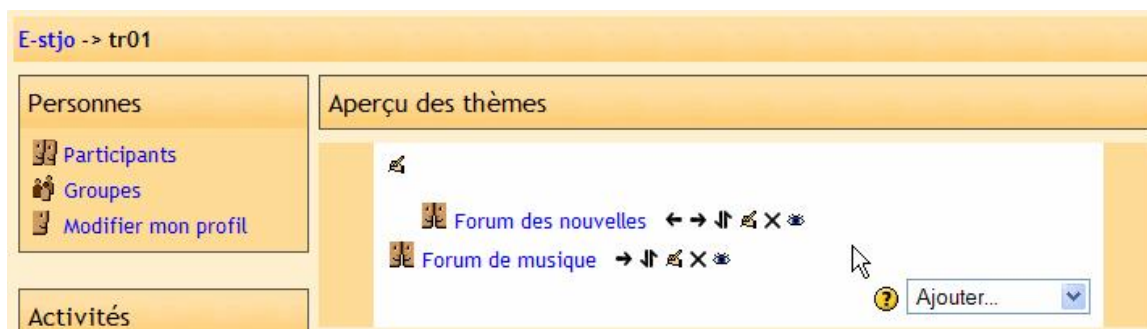 E-stjo -> tr01
Personnes
Participants
Groupes
Modifier mon profil
Activités
Aperçu des thèmes
Forum des nouvelles
Forum de musique
? Ajouter...